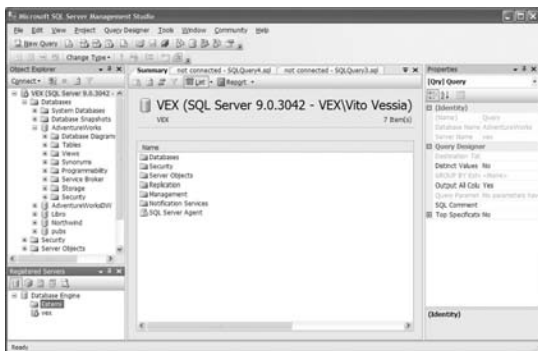 Microsoft SQL Server Management Studio
File Edit View Project Query Designer Tools Window Community Help
New Query
Change Type
Object Explorer
Connect
VEX (SQL Server 9.0.3042 -
Databases
System Databases
Database Snapshots
AdventureWorks
Database Diagram
Tables
Views
Synonyms
Programmability
Service Broker
Storage
Security
AdventureWorksDW
Libro
Northwind
pubs
Security
Server Objects
Registered Servers
Database Engine
vex
Summary not connected - SQLQuery4.sql not connected - SQLQuery3.sql
List Report
VEX (SQL Server 9.0.3042 - VEX\Vito Vessia)
VEX 7 Item(s)
Name
Databases
Security
Server Objects
Replication
Management
Notification Services
SQL Server Agent
Properties
[Qry] Query
(Identity)
(Name) Query
Database Name AdventureWorks
Server Name vex
Query Designer
Destination Tab
Distinct Values No
GROUP BY Ext <None>
Output All Colu Yes
Query Paramet No parameters hav
SQL Comment
Top Specificatio No
(Identity)
Ready